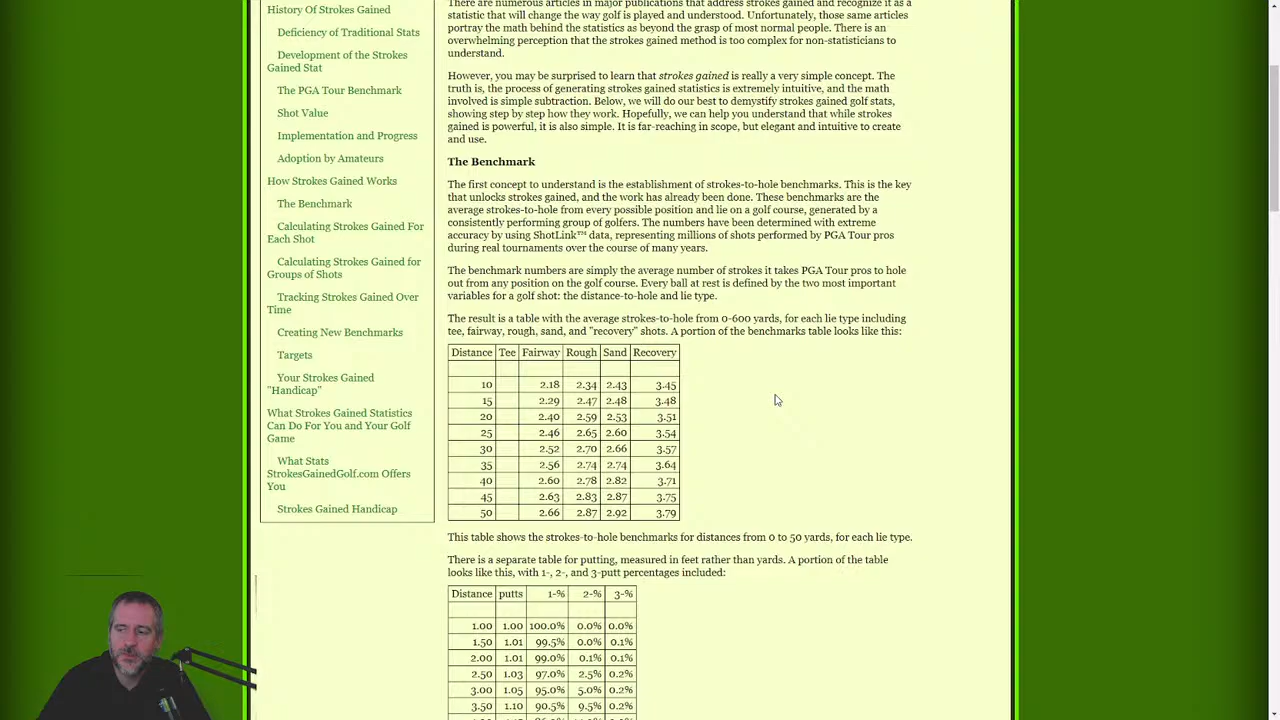 History Of Strokes Gained
Deficiency of Traditional Stats
Development of the Strokes
Gained Stat
The PGA Tour Benchmark
Shot Value
Implementation and Progress
Adoption by Amateurs
How Strokes Gained Works
The Benchmark
Calculating Strokes Gained For
Each Shot
Calculating Strokes Gained for
Groups of Shots
Tracking Strokes Gained Over
Time
Creating New Benchmarks
Targets
Your Strokes Gained
"Handicap"
What Strokes Gained Statistics
Can Do For You and Your Golf
Game
What Stats
StrokesGainedGolf.com Offers
You
Strokes Gained Handicap
There are numerous articles in major publications that address strokes gained and recognize it as a
statistic that will change the way golf is played and understood. Unfortunately, those same articles
portray the math behind the statistics as beyond the grasp of most normal people. There is an
overwhelming perception that the strokes gained method is too complex for non-statisticians to
understand.
However, you may be surprised to learn that strokes gained is really a very simple concept. The
truth is, the process of generating strokes gained statistics is extremely intuitive, and the math
involved is simple subtraction. Below, we will do our best to demystify strokes gained golf stats,
showing step by step how they work. Hopefully, we can help you understand that while strokes
gained is powerful, it is also simple. It is far-reaching in scope, but elegant and intuitive to create
and use.
The Benchmark
The first concept to understand is the establishment of strokes-to-hole benchmarks. This is the key
that unlocks strokes gained, and the work has already been done. These benchmarks are the
average strokes-to-hole from every possible position and lie on a golf course, generated by a
consistently performing group of golfers. The numbers have been determined with extreme
accuracy by using ShotLink™ data, representing millions of shots performed by PGA Tour pros
during real tournaments over the course of many years.
The benchmark numbers are simply the average number of strokes it takes PGA Tour pros to hole
out from any position on the golf course. Every ball at rest is defined by the two most important
variables for a golf shot: the distance-to-hole and lie type.
The result is a table with the average strokes-to-hole from 0-600 yards, for each lie type including
tee, fairway, rough, sand, and "recovery" shots. A portion of the benchmarks table looks like this:
Distance Tee Fairway Rough Sand Recovery
10 2.18 2.34 2.43 3.45
15 2.29 2.47 2.48 3.48
20 2.40 2.59 2.53 3.51
25 2.46 2.65 2.60 3.54
30 2.52 2.70 2.66 3.57
35 2.56 2.74 2.74 3.64
40 2.60 2.78 2.82 3.71
45 2.63 2.83 2.87 3.75
50 2.66 2.87 2.92 3.79
This table shows the strokes-to-hole benchmarks for distances from 0 to 50 yards, for each lie type.
There is a separate table for putting, measured in feet rather than yards. A portion of the table
looks like this, with 1-, 2-, and 3-putt percentages included:
Distance putts 1-% 2-% 3-%
1.00 1.00 100.0% 0.0% 0.0%
1.50 1.01 99.5% 0.0% 0.1%
2.00 1.01 99.0% 0.1% 0.1%
2.50 1.03 97.0% 2.5% 0.2%
3.00 1.05 95.0% 5.0% 0.2%
3.50 1.10 90.5% 9.5% 0.2%